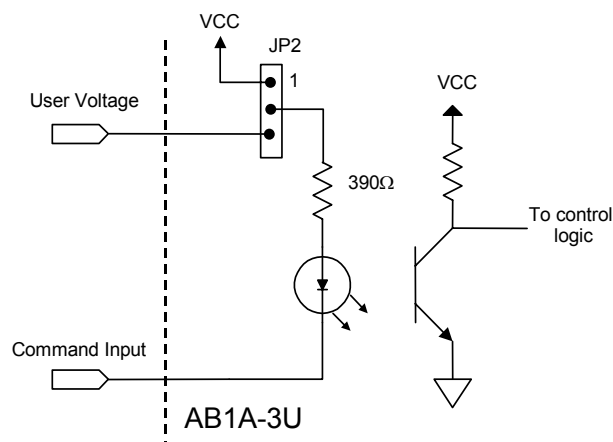 VCC
JP2
1
User Voltage
VCC
390Ω
To control
logic
Command Input
AB1A-3U